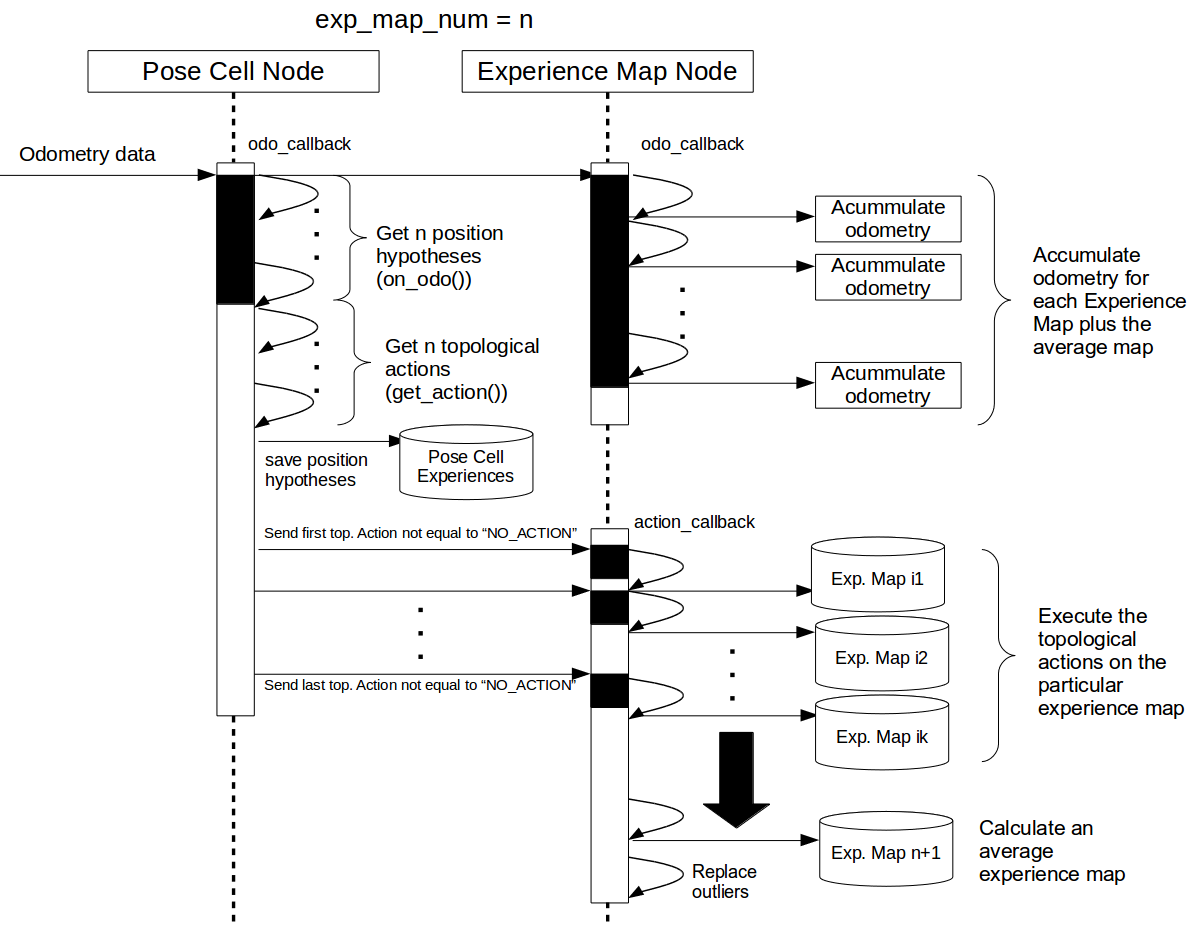 exp_map_num = n
Pose Cell Node
Experience Map Node
odo_callback
odo_callback
Odometry data
Get n position
hypotheses
(on_odo())
Acummulate
odometry
Acummulate
odometry
Acummulate
odometry
Accumulate
odometry for
each Experience
Map plus the
average map
Get n topological
actions
(get_action())
save position
hypotheses
Pose Cell
Experiences
action_callback
Send first top. Action not equal to “NO_ACTION”
Exp. Map i1
Exp. Map i2
Exp. Map ik
Execute the
topological
actions on the
particular
experience map
Send last top. Action not equal to “NO_ACTION”
Exp. Map n+1
Calculate an
average
experience map
Replace
outliers